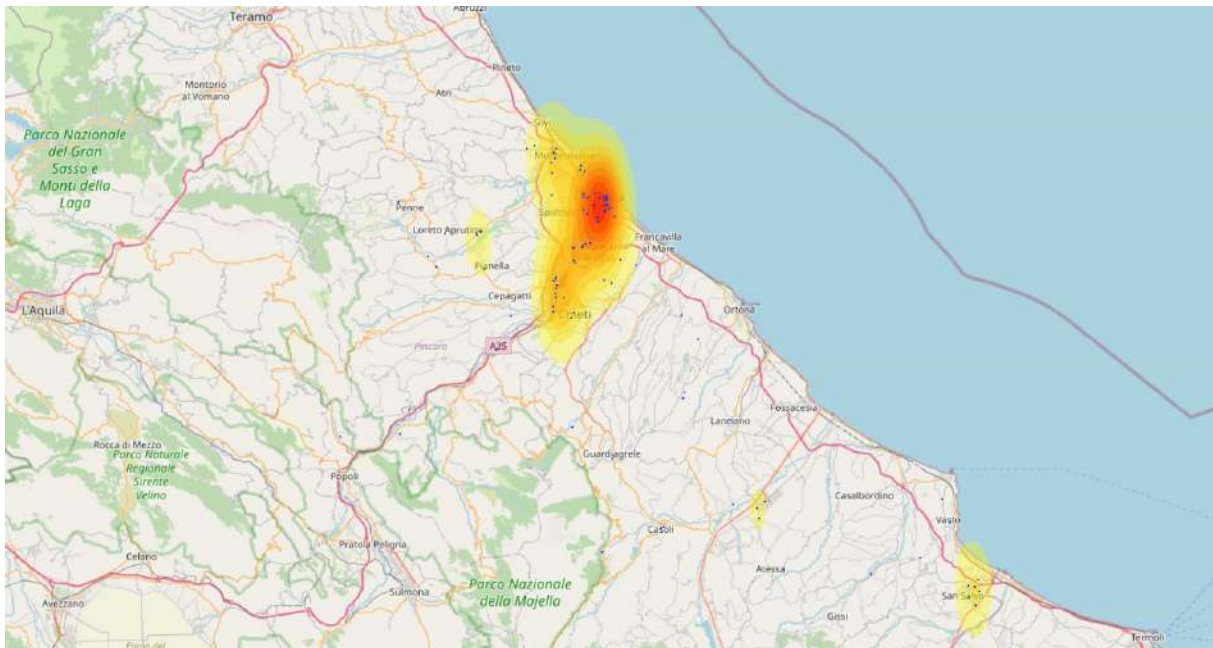 Abruzzi
Teramo
Pineto
Montorio
al Vomano
Atri
Silvi
Parco Nazionale
del Gran
Sasso e
Monti della
Laga
Penne
Loreto Aprutino
Francavilla
al Mare
Pianella
Cepagatti
Chieti
L'Aquila
Ortona
A25
Pescara
Lanciano
Fossacesia
Rocca di Mezzo
Parco Naturale
Regionale
Sirente
Velino
Guardiagrele
Popoli
Casalbordino
Vasto
Casoli
Celano
Pratola Peligna
Atessa
Parco Nazionale
della Majella
Sulmona
San Salvo
Avezzano
Gissi
Termoli
Parco del